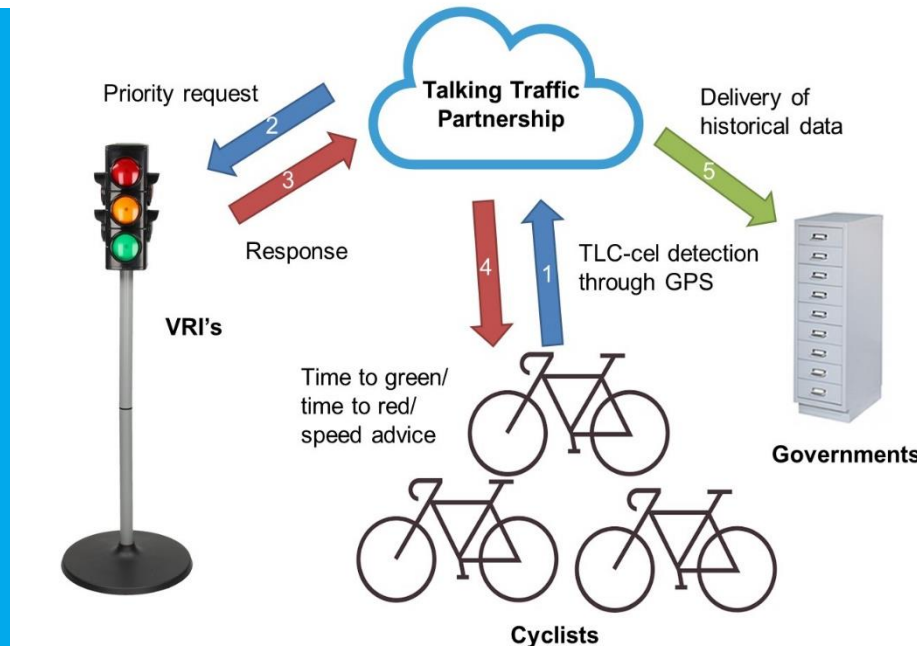 Talking Traffic
Partnership
Priority request
2
3
Response
VRI's
Delivery of
historical data
5
4
1
TLC-cel detection
through GPS
Time to green/
time to red/
speed advice
Governments
Cyclists